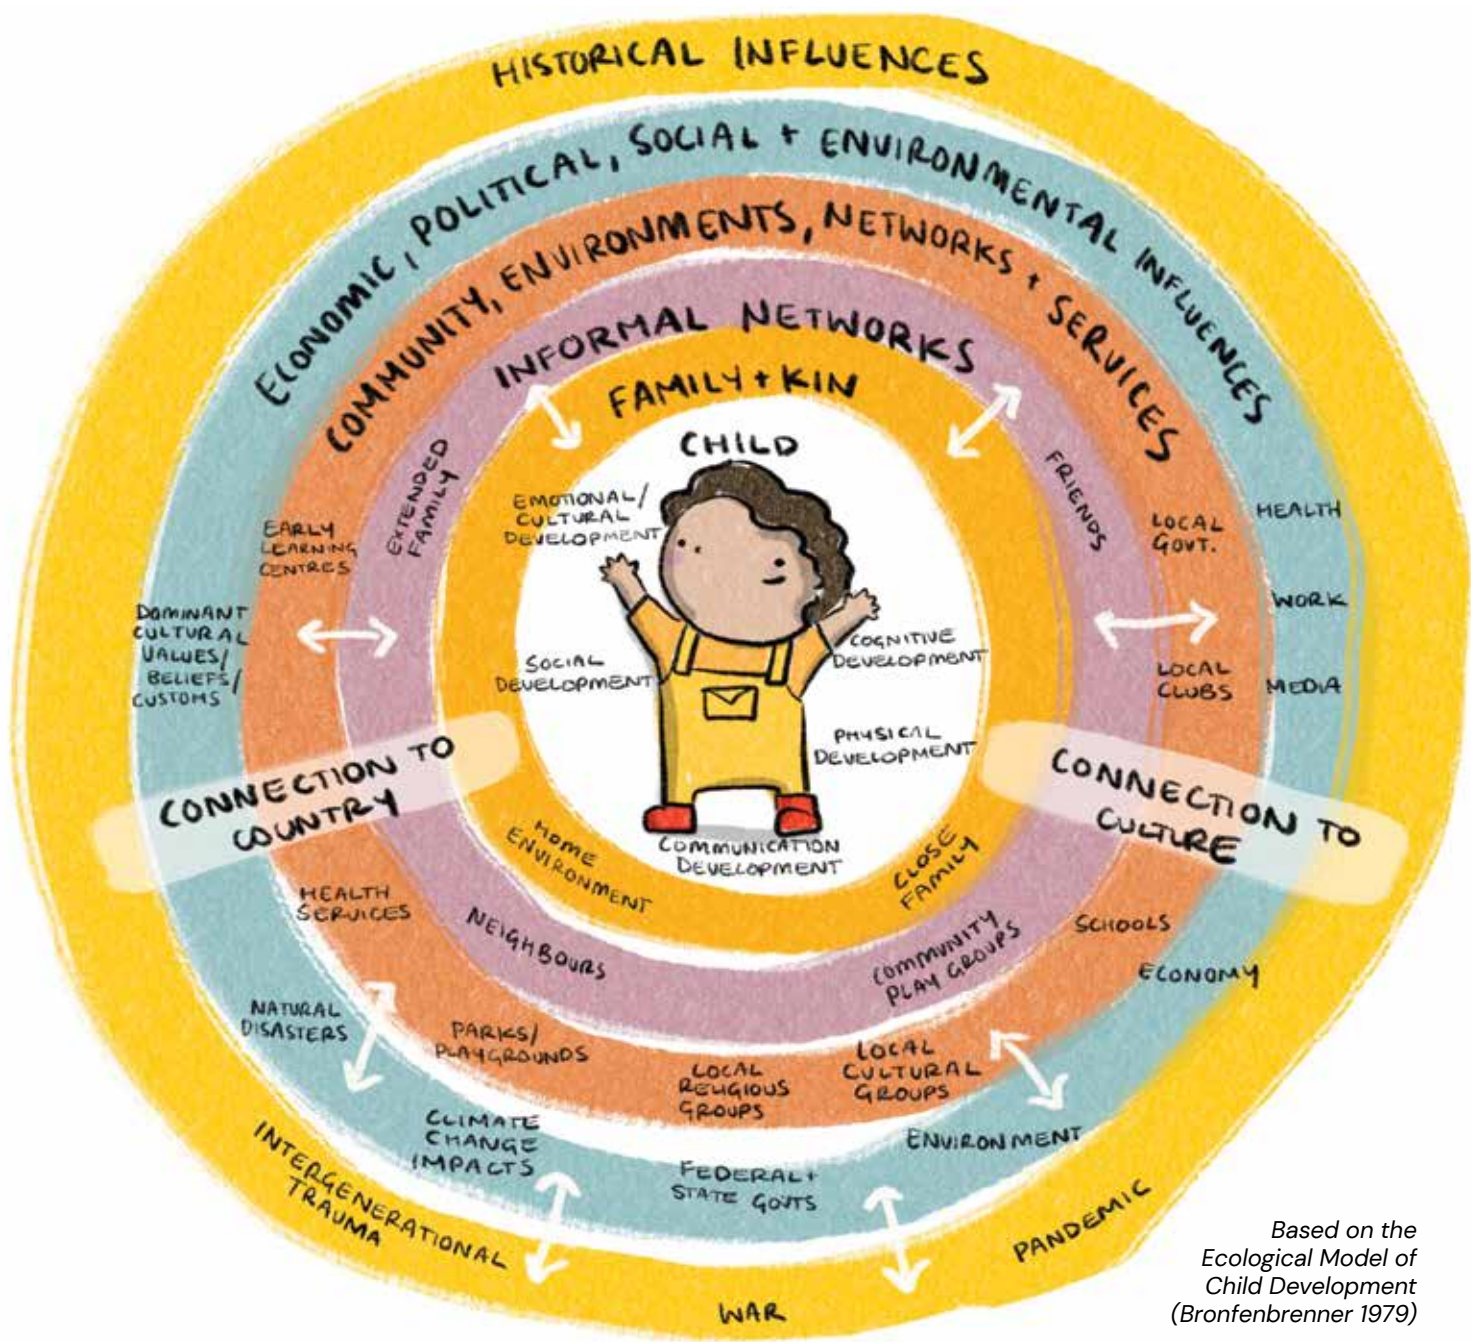 HISTORICAL INFLUENCES
ECONOMIC, POLITICAL, SOCIAL + ENVIRONMENTAL INFLUENCES
COMMUNITY, ENVIRONMENTS, NETWORKS + SERVICES
INFORMAL NETWORKS
FAMILY + KIN
CHILD
EMOTIONAL/
CULTURAL
DEVELOPMENT
SOCIAL
DEVELOPMENT
COGNITIVE
DEVELOPMENT
PHYSICAL
DEVELOPMENT
COMMUNICATION
DEVELOPMENT
HOME
ENVIRONMENT
CLOSE
FAMILY
EXTENDED
FAMILY
FRIENDS
NEIGHBOURS
COMMUNITY
PLAY GROUPS
EARLY
LEARNING
CENTRES
LOCAL
GOVT.
LOCAL
CLUBS
HEALTH
SERVICES
SCHOOLS
PARKS/
PLAYGROUNDS
LOCAL
RELIGIOUS
GROUPS
LOCAL
CULTURAL
GROUPS
DOMINANT
CULTURAL
VALUES/
BELIEFS/
CUSTOMS
HEALTH
WORK
MEDIA
CONNECTION TO
COUNTRY
CONNECTION TO
CULTURE
ECONOMY
NATURAL
DISASTERS
CLIMATE
CHANGE
IMPACTS
FEDERAL +
STATE GOVTS
ENVIRONMENT
INTERGENERATIONAL
TRAUMA
WAR
PANDEMIC
Based on the
Ecological Model of
Child Development
(Bronfenbrenner 1979)